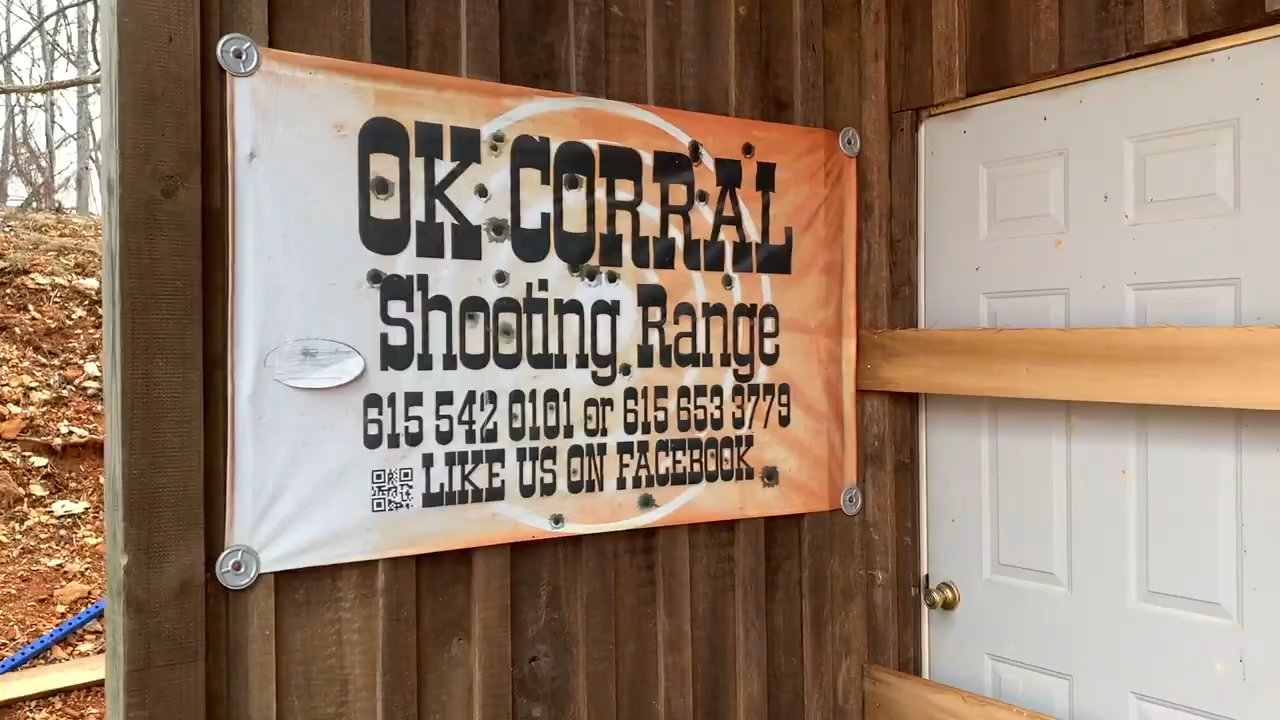 OK CORRAL
Shooting Range
615 542 0101 or 615 653 3779
LIKE US ON FACEBOOK